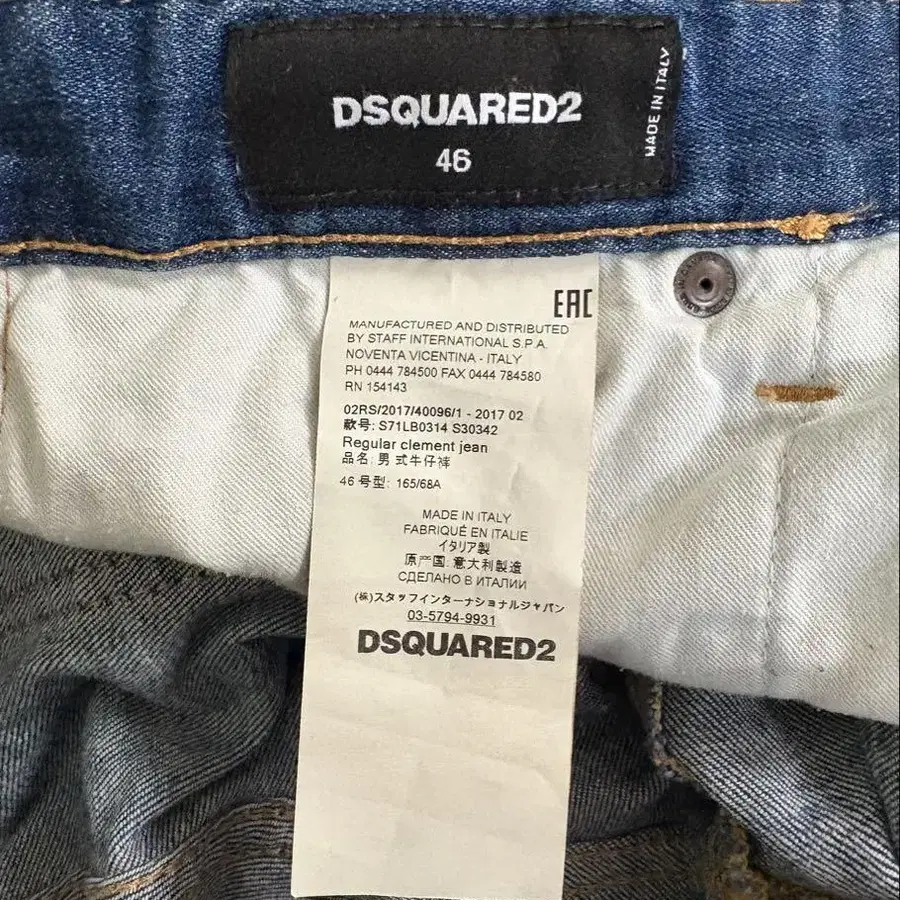 DSQUARED2
46
MADE IN ITALY
EAC
MANUFACTURED AND DISTRIBUTED
BY STAFF INTERNATIONAL S.P.A.
NOVENTA VICENTINA - ITALY
PH 0444 784500 FAX 0444 784580
RN 154143
02RS/2017/40096/1 - 2017 02
款号: S71LB0314 S30342
Regular clement jean
品名: 男 式牛仔裤
46 号型: 165/68A
MADE IN ITALY
FABRIQUÉ EN ITALIE
イタリア製
原产国: 意大利製造
СДЕЛАНО В ИТАЛИИ
(株)スタッフインターナショナルジャパン
03-5794-9931
DSQUARED2